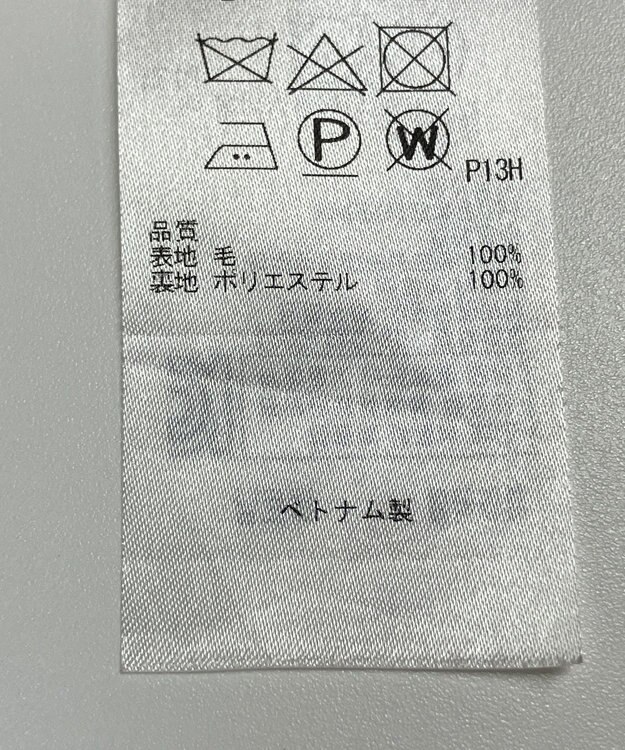 P W P13H
品質
表地 毛 100%
裏地 ポリエステル 100%
ベトナム製